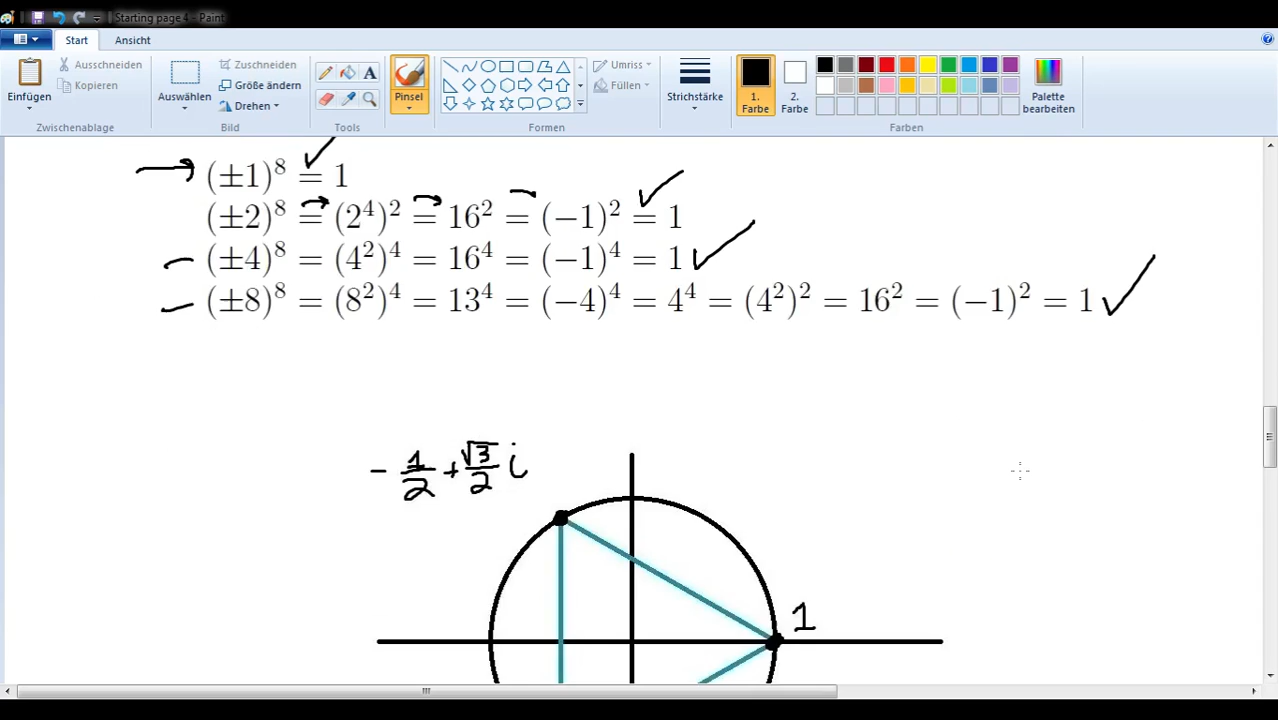 Starting page 4 - Paint
Start Ansicht
Einfügen
Ausschneiden
Kopieren
Zwischenablage
Auswählen
Zuschneiden
Größe ändern
Drehen
Bild
A
Tools
Pinsel
Umriss
Füllen
Formen
Strichstärke
1. Farbe
2. Farbe
Palette bearbeiten
Farben
(±1)⁸ = 1
(±2)⁸ = (2⁴)² = 16² = (−1)² = 1
(±4)⁸ = (4²)⁴ = 16⁴ = (−1)⁴ = 1
(±8)⁸ = (8²)⁴ = 13⁴ = (−4)⁴ = 4⁴ = (4²)² = 16² = (−1)² = 1
- 1/2 + √3/2 i
1